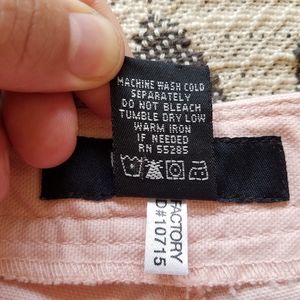 MACHINE WASH COLD
SEPARATELY
DO NOT BLEACH
TUMBLE DRY LOW
WARM IRON
IF NEEDED
RN 55285
FACTORY
D#10715